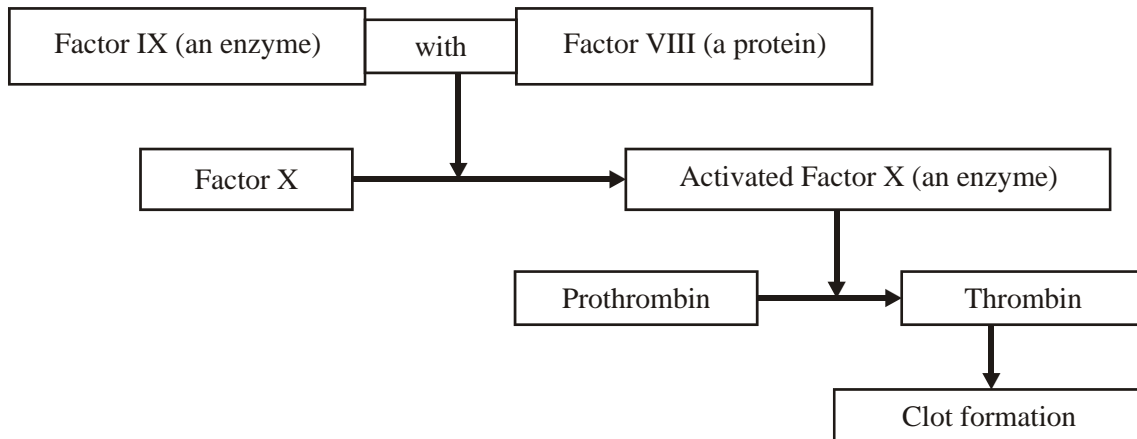 Factor IX (an enzyme)
with
Factor VIII (a protein)
Factor X
Activated Factor X (an enzyme)
Prothrombin
Thrombin
Clot formation